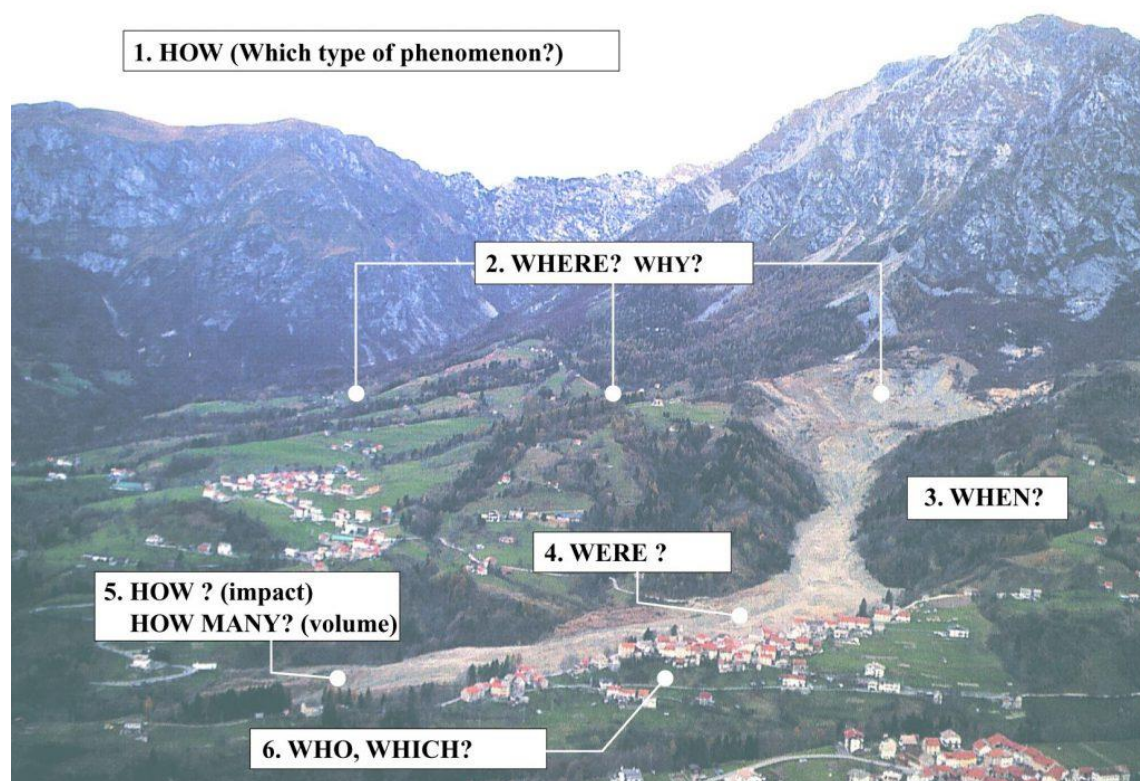 1. HOW (Which type of phenomenon?)
2. WHERE? WHY?
3. WHEN?
4. WERE ?
5. HOW ? (impact)
HOW MANY? (volume)
6. WHO, WHICH?